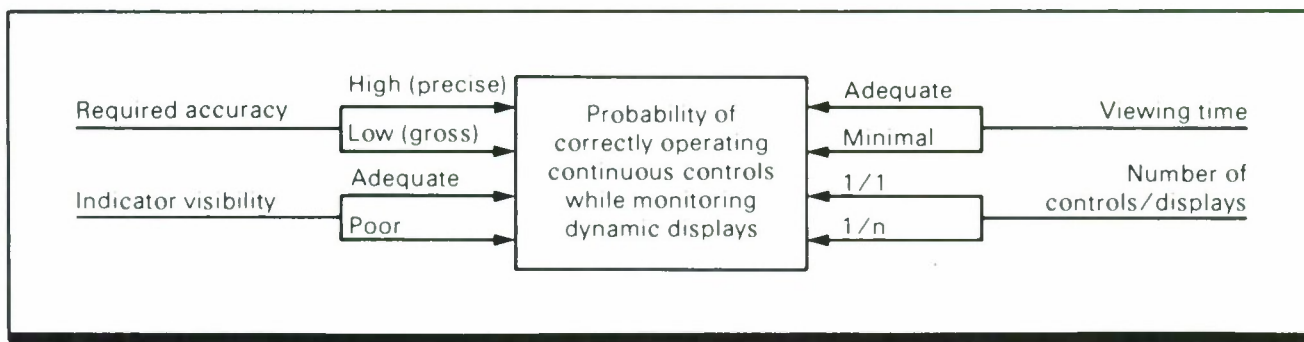 Required accuracy
High (precise)
Low (gross)
Indicator visibility
Adequate
Poor
Probability of
correctly operating
continuous controls
while monitoring
dynamic displays
Adequate
Minimal
Viewing time
1/1
1/n
Number of
controls/displays